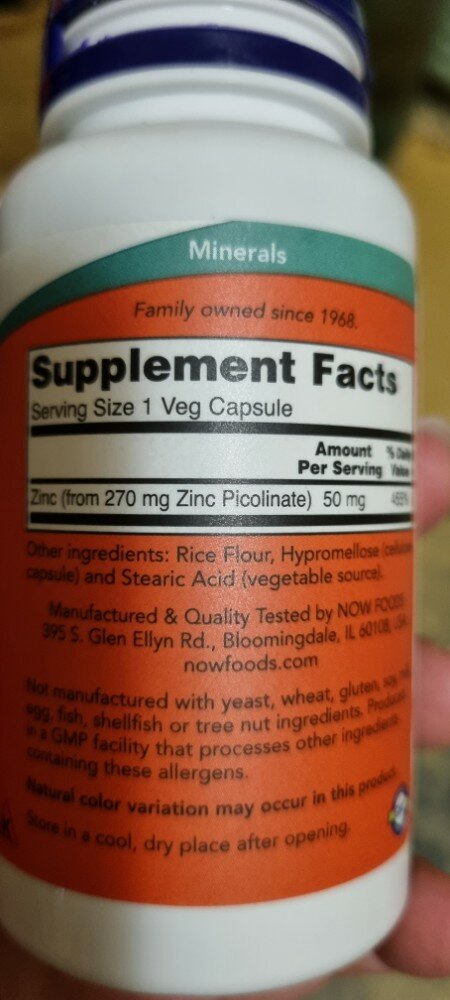 Minerals
Family owned since 1968.
Supplement Facts
Serving Size 1 Veg Capsule
Amount % Daily
Per Serving Value
Zinc (from 270 mg Zinc Picolinate) 50 mg
Other ingredients: Rice Flour, Hypromellose (cellulose
capsule) and Stearic Acid (vegetable source).
Manufactured & Quality Tested by NOW FOODS
395 S. Glen Ellyn Rd., Bloomingdale, IL 60108, USA
nowfoods.com
Not manufactured with yeast, wheat, gluten, soy, milk,
egg, fish, shellfish or tree nut ingredients. Produced
in a GMP facility that processes other ingredients
containing these allergens.
Natural color variation may occur in this product.
Store in a cool, dry place after opening.